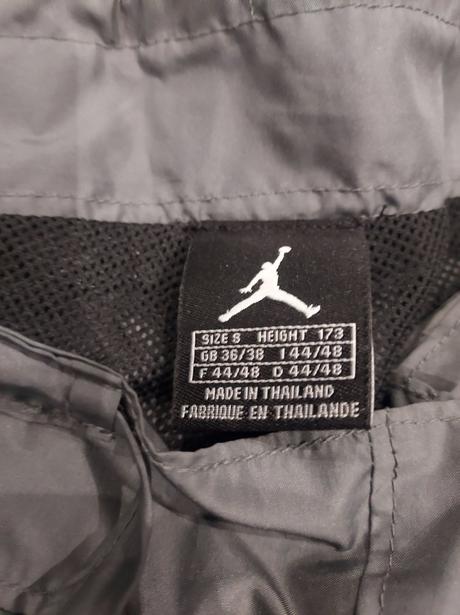 SIZE S HEIGHT 173
GB 36/38 I 44/48
F 44/48 D 44/48
MADE IN THAILAND
FABRIQUE EN THAILANDE